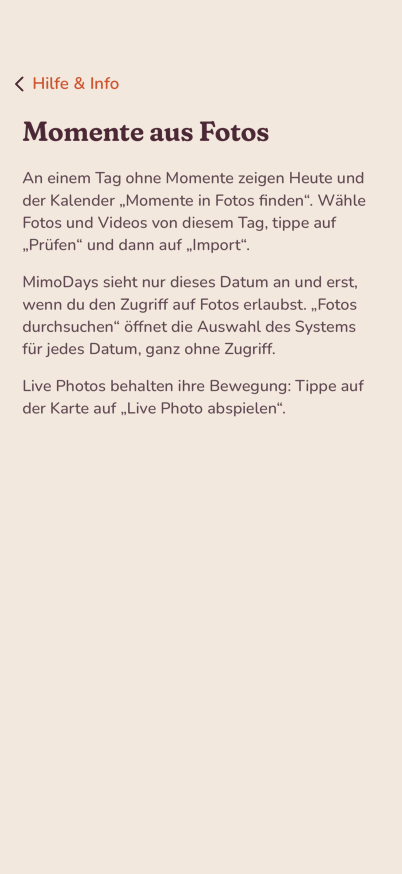 Hilfe & Info
Momente aus Fotos
An einem Tag ohne Momente zeigen Heute und
der Kalender „Momente in Fotos finden“. Wähle
Fotos und Videos von diesem Tag, tippe auf
„Prüfen“ und dann auf „Import“.
MimoDays sieht nur dieses Datum an und erst,
wenn du den Zugriff auf Fotos erlaubst. „Fotos
durchsuchen“ öffnet die Auswahl des Systems
für jedes Datum, ganz ohne Zugriff.
Live Photos behalten ihre Bewegung: Tippe auf
der Karte auf „Live Photo abspielen“.